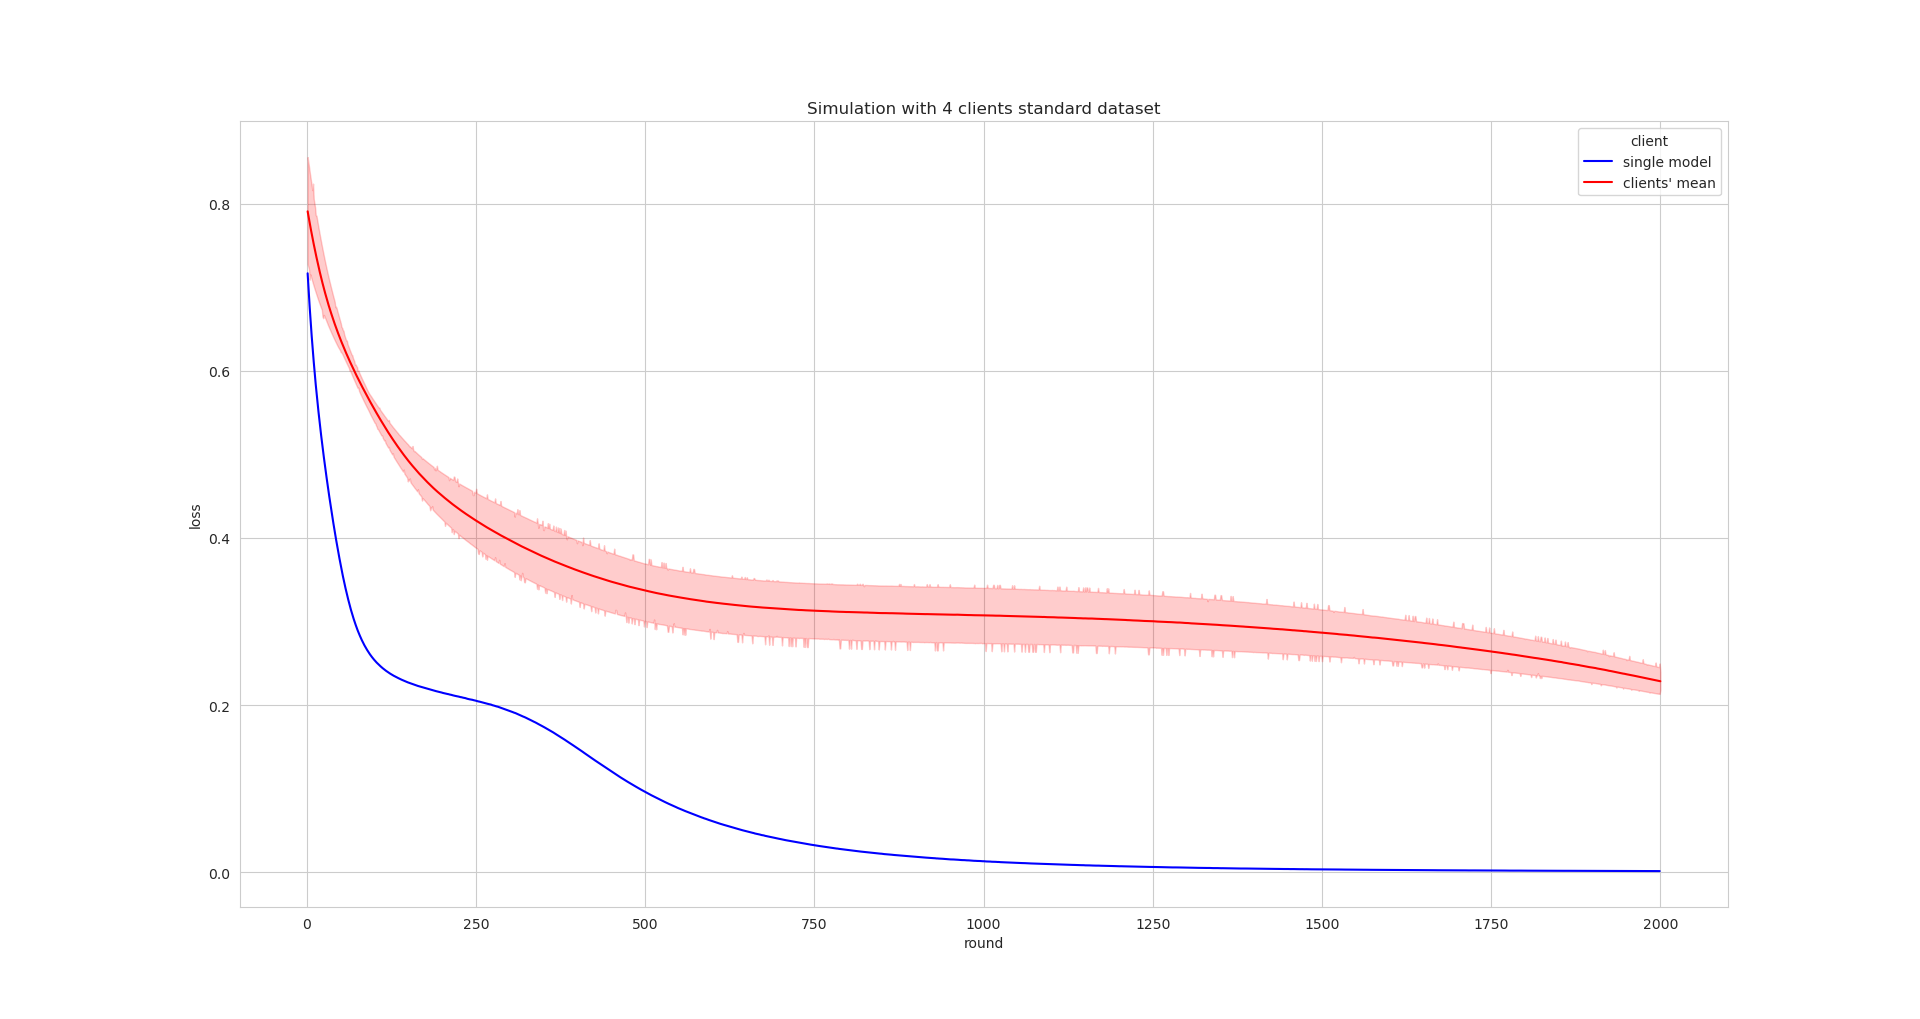 Simulation with 4 clients standard dataset
client
single model
clients' mean
loss
0.8
0.6
0.4
0.2
0.0
0 250 500 750 1000 1250 1500 1750 2000
round